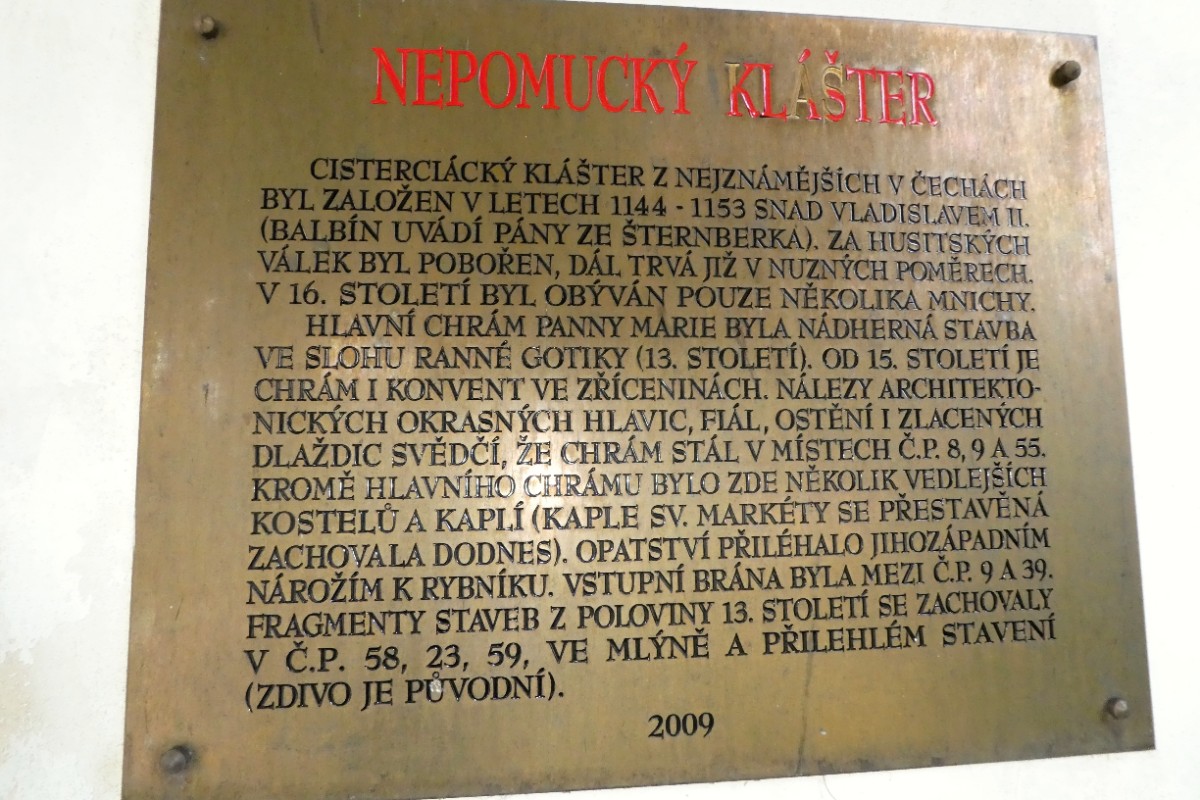 NEPOMUCKÝ KLÁŠTER
CISTERCIÁCKÝ KLÁŠTER Z NEJZNÁMĚJŠÍCH V ČECHÁCH
BYL ZALOŽEN V LETECH 1144 - 1153 SNAD VLADISLAVEM II.
(BALBÍN UVÁDÍ PÁNY ZE ŠTERNBERKA). ZA HUSITSKÝCH
VÁLEK BYL POBOŘEN, DÁL TRVÁ JIŽ V NUZNÝCH POMĚRECH.
V 16. STOLETÍ BYL OBÝVÁN POUZE NĚKOLIKA MNICHY.
HLAVNÍ CHRÁM PANNY MARIE BYLA NÁDHERNÁ STAVBA
VE SLOHU RANNÉ GOTIKY (13. STOLETÍ). OD 15. STOLETÍ JE
CHRÁM I KONVENT VE ZŘÍCENINÁCH. NÁLEZY ARCHITEKTO-
NICKÝCH OKRASNÝCH HLAVIC, FIÁL, OSTĚNÍ I ZLACENÝCH
DLAŽDIC SVĚDČÍ, ŽE CHRÁM STÁL V MÍSTECH Č.P. 8, 9 A 55.
KROMĚ HLAVNÍHO CHRÁMU BYLO ZDE NĚKOLIK VEDLEJŠÍCH
KOSTELŮ A KAPLÍ (KAPLE SV. MARKÉTY SE PŘESTAVĚNÁ
ZACHOVALA DODNES). OPATSTVÍ PŘILÉHALO JIHOZÁPADNÍM
NÁROŽÍM K RYBNÍKU. VSTUPNÍ BRÁNA BYLA MEZI Č.P. 9 A 39.
FRAGMENTY STAVEB Z POLOVINY 13. STOLETÍ SE ZACHOVALY
V Č.P. 58, 23, 59, VE MLÝNĚ A PŘILEHLÉM STAVENÍ
(ZDIVO JE PŮVODNÍ).
2009